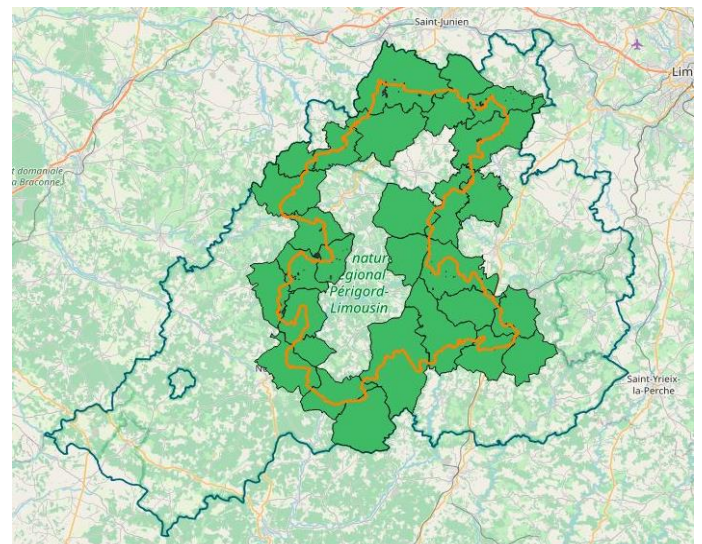 Saint-Junien
Lim
t domaniale
a Braconne
natur
égional
Périgord-
Limousin
N
Saint-Yrieix-
la-Perche